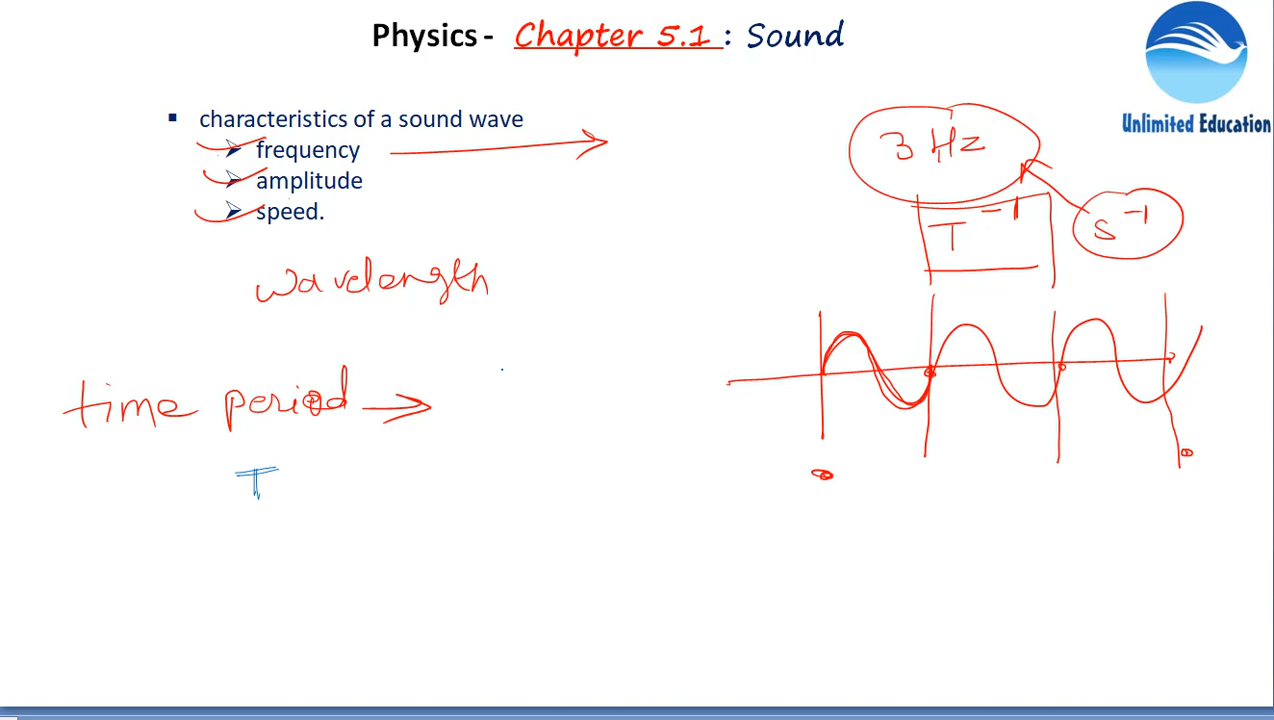 Physics - Chapter 5.1 : Sound
Unlimited Education
▪ characteristics of a sound wave
➢ frequency
➢ amplitude
➢ speed.
wavelength
time period →
T
3 Hz
T⁻¹
s⁻¹